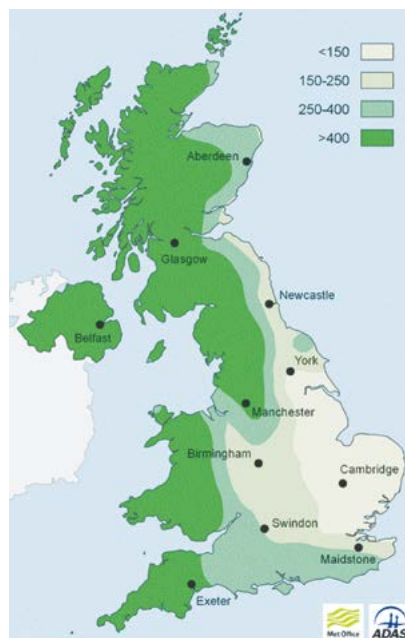 <150
150-250
250-400
>400
Aberdeen
Glasgow
Newcastle
Belfast
York
Manchester
Birmingham
Cambridge
Swindon
Maidstone
Exeter
Met Office
ADAS